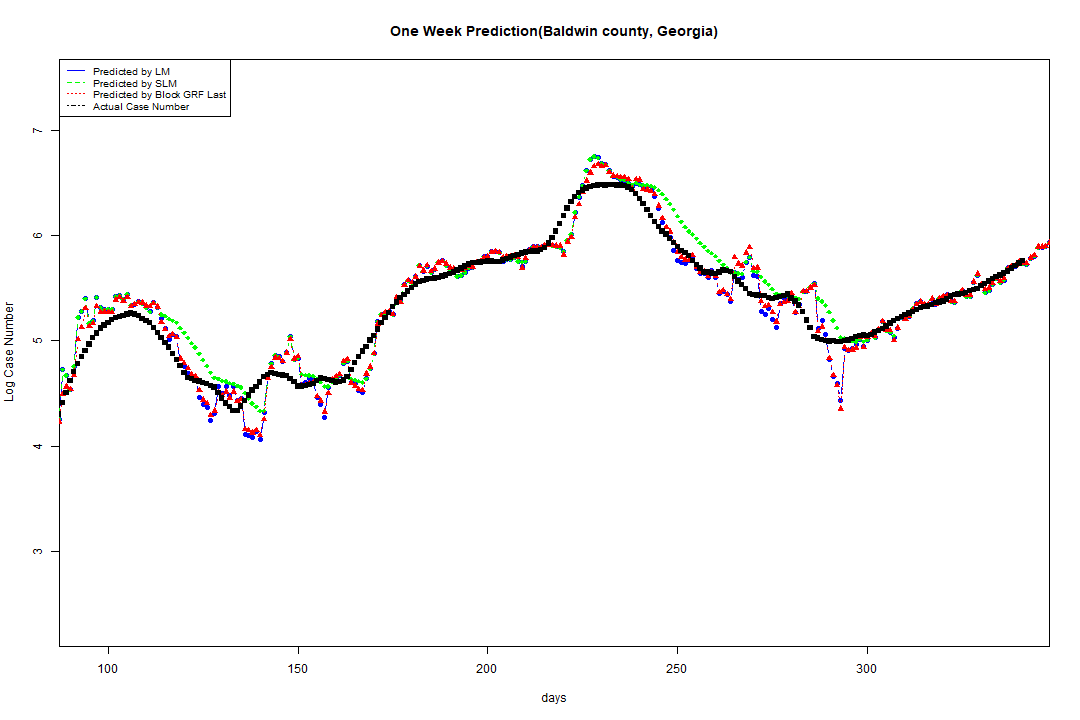 One Week Prediction(Baldwin county, Georgia)
Predicted by LM
Predicted by SLM
Predicted by Block GRF Last
Actual Case Number
7
6
5
4
3
Log Case Number
100 150 200 250 300
days